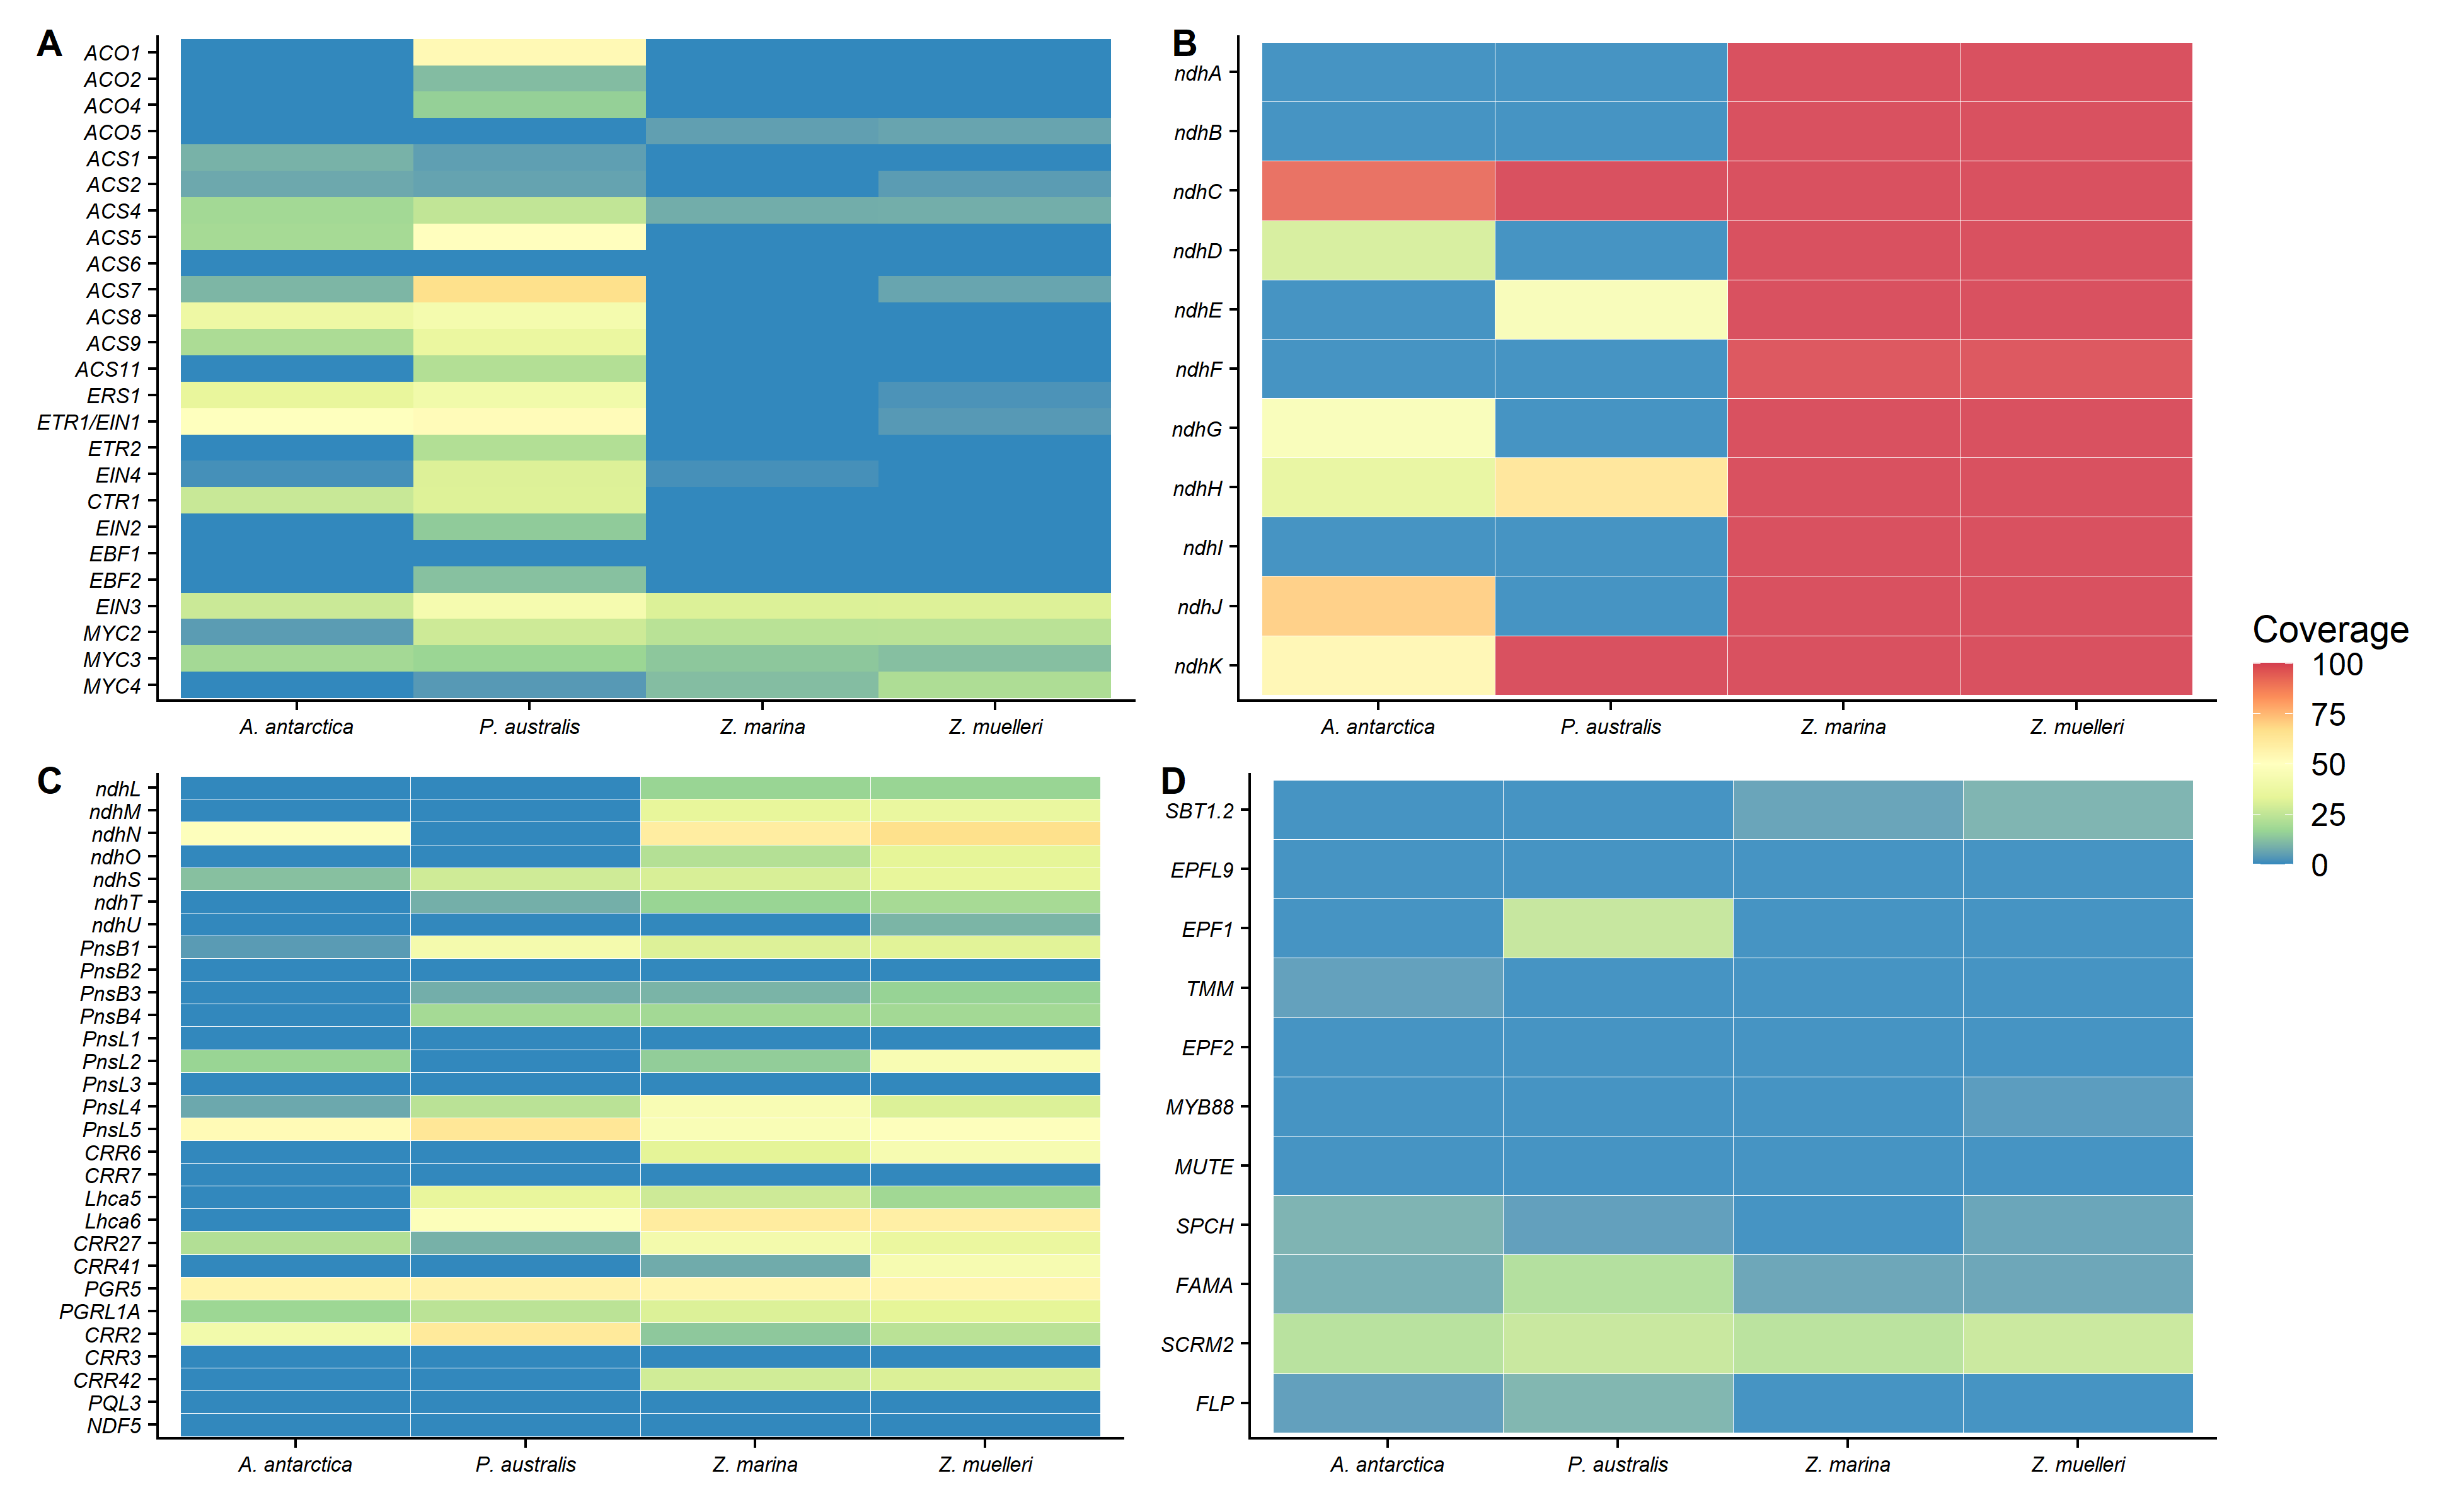 A
ACO1
ACO2
ACO4
ACO5
ACS1
ACS2
ACS4
ACS5
ACS6
ACS7
ACS8
ACS9
ACS11
ERS1
ETR1/EIN1
ETR2
EIN4
CTR1
EIN2
EBF1
EBF2
EIN3
MYC2
MYC3
MYC4
A. antarctica P. australis Z. marina Z. muelleri
B
ndhA
ndhB
ndhC
ndhD
ndhE
ndhF
ndhG
ndhH
ndhI
ndhJ
ndhK
A. antarctica P. australis Z. marina Z. muelleri
C
ndhL
ndhM
ndhN
ndhO
ndhS
ndhT
ndhU
PnsB1
PnsB2
PnsB3
PnsB4
PnsL1
PnsL2
PnsL3
PnsL4
PnsL5
CRR6
CRR7
Lhca5
Lhca6
CRR27
CRR41
PGR5
PGRL1A
CRR2
CRR3
CRR42
PQL3
NDF5
A. antarctica P. australis Z. marina Z. muelleri
D
SBT1.2
EPFL9
EPF1
TMM
EPF2
MYB88
MUTE
SPCH
FAMA
SCRM2
FLP
A. antarctica P. australis Z. marina Z. muelleri
Coverage
100
75
50
25
0